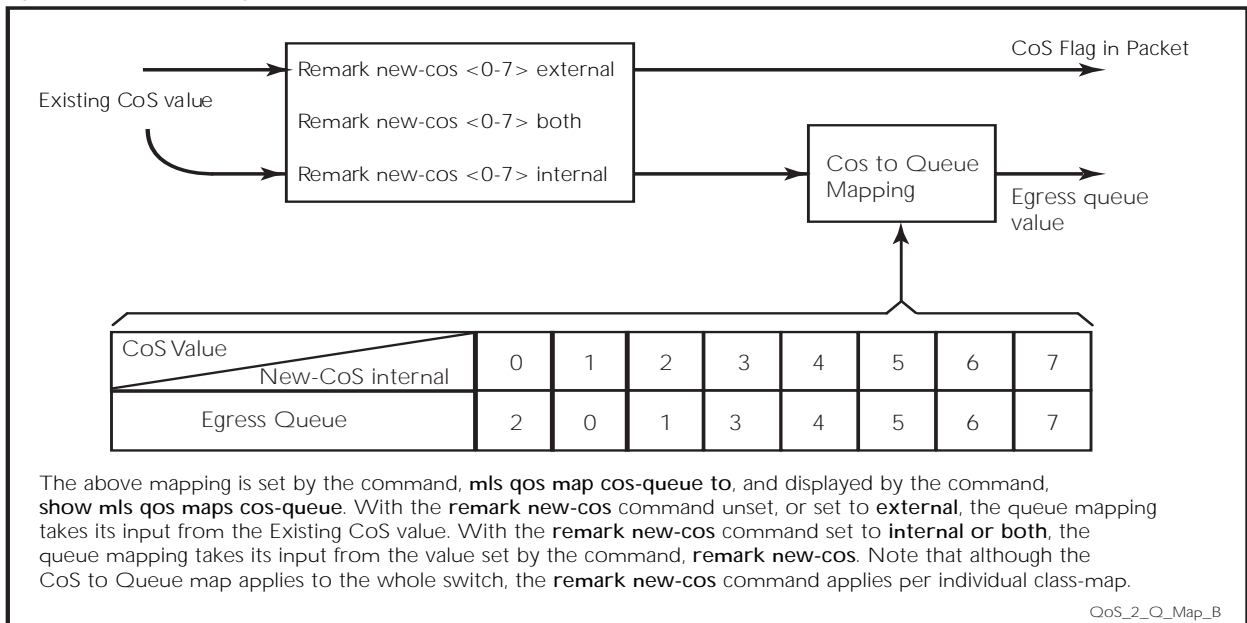 CoS Flag in Packet
Remark new-cos <0-7> external
Existing CoS value
Remark new-cos <0-7> both
Remark new-cos <0-7> internal
Cos to Queue
Mapping
Egress queue
value
CoS Value
New-CoS internal
0 1 2 3 4 5 6 7
Egress Queue 2 0 1 3 4 5 6 7
The above mapping is set by the command, mls qos map cos-queue to, and displayed by the command,
show mls qos maps cos-queue. With the remark new-cos command unset, or set to external, the queue mapping
takes its input from the Existing CoS value. With the remark new-cos command set to internal or both, the
queue mapping takes its input from the value set by the command, remark new-cos. Note that although the
CoS to Queue map applies to the whole switch, the remark new-cos command applies per individual class-map.
QoS_2_Q_Map_B